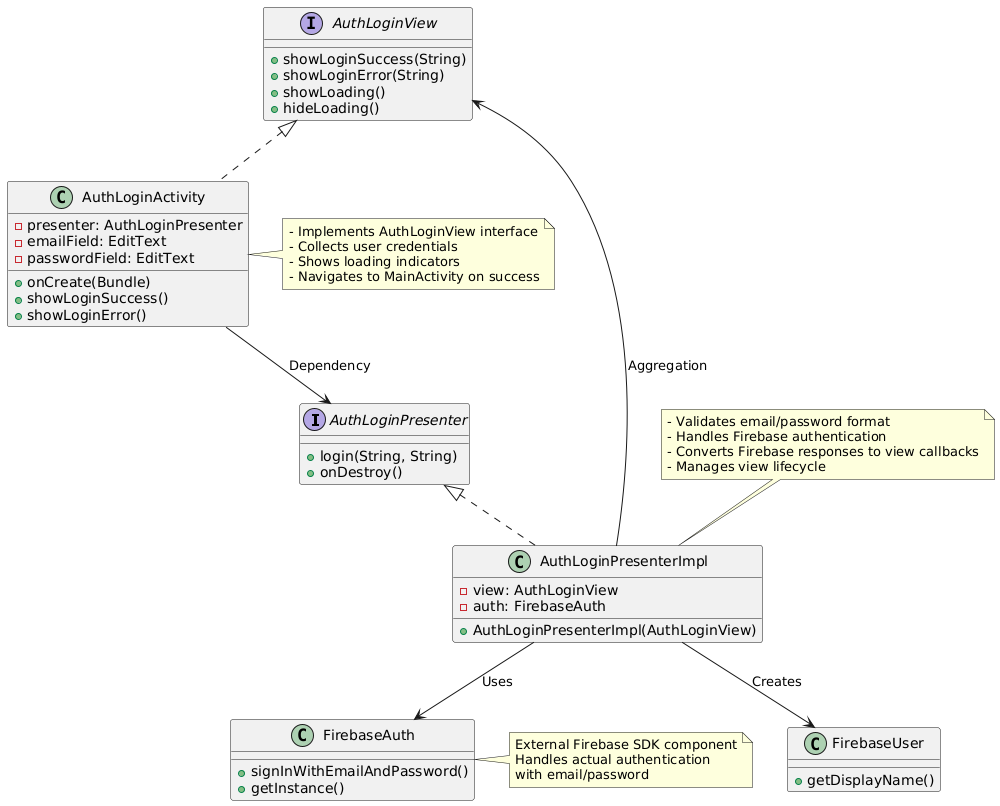 I AuthLoginView
showLoginSuccess(String)
showLoginError(String)
showLoading()
hideLoading()
C AuthLoginActivity
presenter: AuthLoginPresenter
emailField: EditText
passwordField: EditText
onCreate(Bundle)
showLoginSuccess()
showLoginError()
- Implements AuthLoginView interface
- Collects user credentials
- Shows loading indicators
- Navigates to MainActivity on success
Dependency
Aggregation
I AuthLoginPresenter
login(String, String)
onDestroy()
- Validates email/password format
- Handles Firebase authentication
- Converts Firebase responses to view callbacks
- Manages view lifecycle
C AuthLoginPresenterImpl
view: AuthLoginView
auth: FirebaseAuth
AuthLoginPresenterImpl(AuthLoginView)
Uses
Creates
C FirebaseAuth
signInWithEmailAndPassword()
getInstance()
External Firebase SDK component
Handles actual authentication
with email/password
C FirebaseUser
getDisplayName()